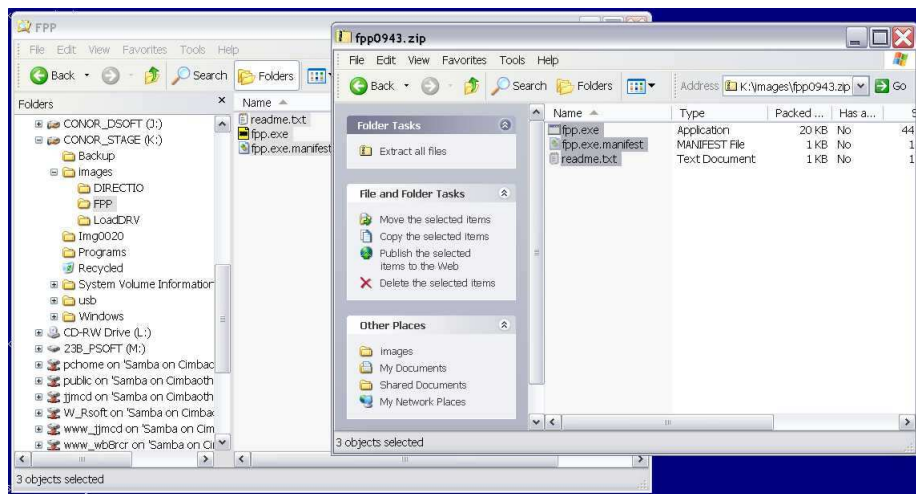 FPP
File Edit View Favorites Tools Help
Back Search Folders
Folders × Name
CONOR_DSOFT (J:)
CONOR_STAGE (K:)
Backup
images
DIRECTIO
FPP
LoadDRV
Img0020
Programs
Recycled
System Volume Information
usb
Windows
CD-RW Drive (L:)
23B_PSOFT (M:)
pchome on 'Samba on Cimbac
public on 'Samba on Cimbaoth
jjmcd on 'Samba on Cimbaoth
W_Rsoft on 'Samba on Cimbao
www_jjmcd on 'Samba on Cim
www_wb8rcr on 'Samba on Ci
readme.txt
fpp.exe
fpp.exe.manifest
3 objects selected
fpp0943.zip
File Edit View Favorites Tools Help
Back Search Folders Address K:\images\fpp0943.zip Go
Folder Tasks
Extract all files
File and Folder Tasks
Move the selected items
Copy the selected items
Publish the selected
items to the Web
Delete the selected items
Other Places
images
My Documents
Shared Documents
My Network Places
Name Type Packed ... Has a... S
fpp.exe Application 20 KB No 44
fpp.exe.manifest MANIFEST File 1 KB No 1
readme.txt Text Document 1 KB No 1
3 objects selected